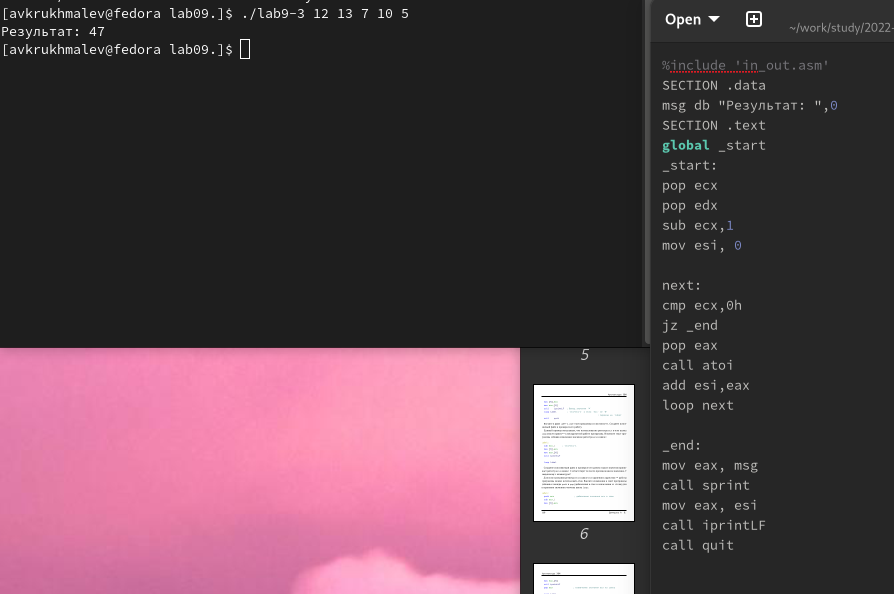 [avkrukhmalev@fedora lab09.]$ ./lab9-3 12 13 7 10 5
Результат: 47
[avkrukhmalev@fedora lab09.]$
Open
~/work/study/2022-
%include 'in_out.asm'
SECTION .data
msg db "Результат: ",0
SECTION .text
global _start
_start:
pop ecx
pop edx
sub ecx,1
mov esi, 0
next:
cmp ecx,0h
jz _end
pop eax
call atoi
add esi,eax
loop next
_end:
mov eax, msg
call sprint
mov eax, esi
call iprintLF
call quit
5
6